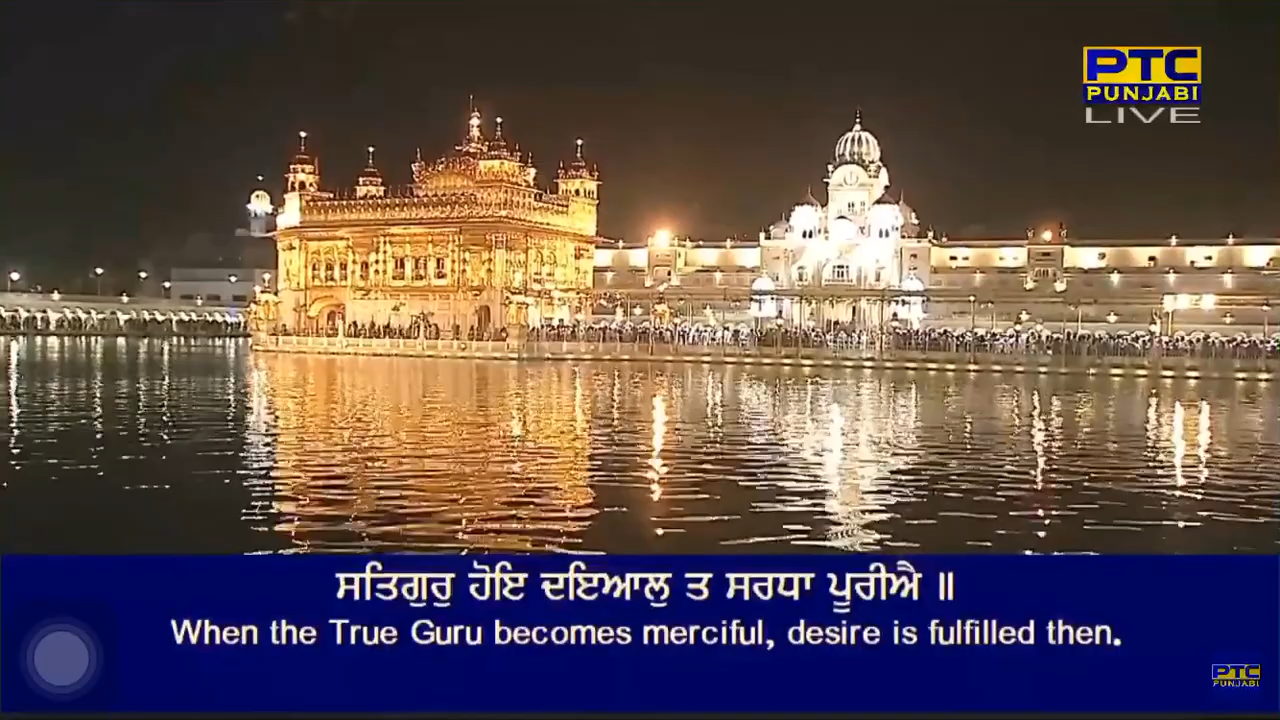 PTC
PUNJABI
LIVE
ਸਤਿਗੁਰੁ ਹੋਇ ਦਇਆਲੁ ਤ ਸਰਧਾ ਪੂਰੀਐ ॥
When the True Guru becomes merciful, desire is fulfilled then.
PTC
PUNJABI